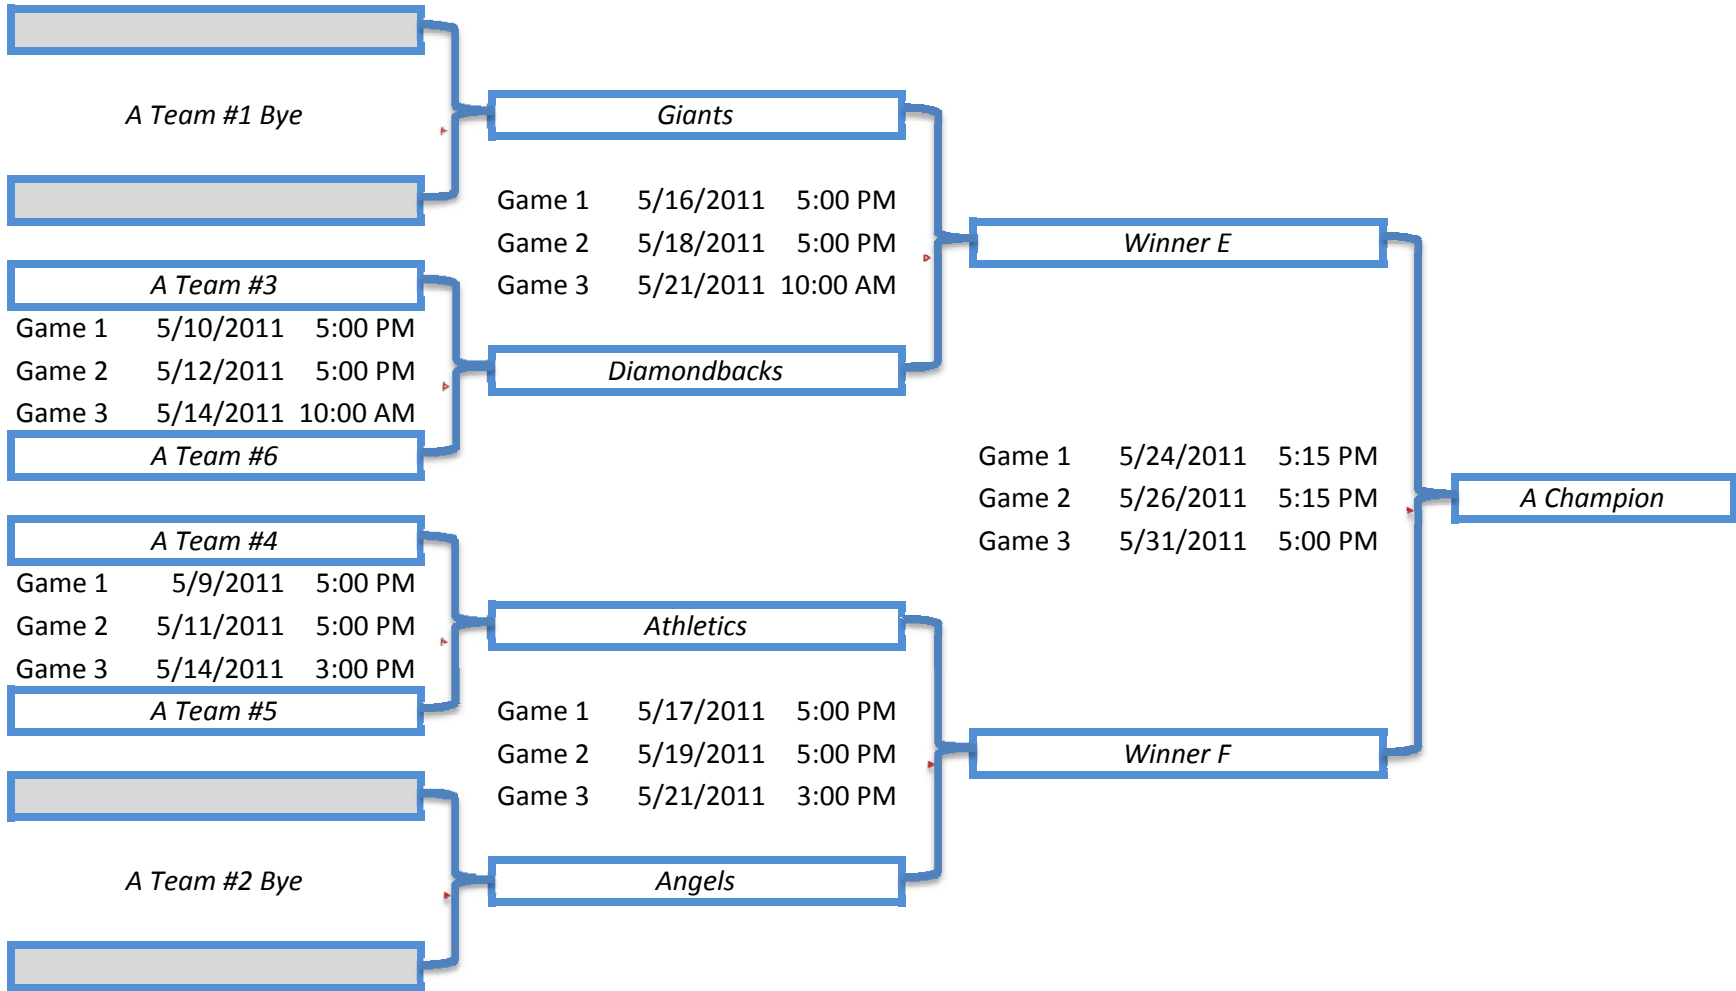 A Team #1 Bye
Giants
Game 1 5/16/2011 5:00 PM
Game 2 5/18/2011 5:00 PM
Game 3 5/21/2011 10:00 AM
Winner E
A Team #3
Game 1 5/10/2011 5:00 PM
Game 2 5/12/2011 5:00 PM
Game 3 5/14/2011 10:00 AM
A Team #6
Diamondbacks
Game 1 5/24/2011 5:15 PM
Game 2 5/26/2011 5:15 PM
Game 3 5/31/2011 5:00 PM
A Champion
A Team #4
Game 1 5/9/2011 5:00 PM
Game 2 5/11/2011 5:00 PM
Game 3 5/14/2011 3:00 PM
A Team #5
Athletics
Game 1 5/17/2011 5:00 PM
Game 2 5/19/2011 5:00 PM
Game 3 5/21/2011 3:00 PM
Winner F
A Team #2 Bye
Angels